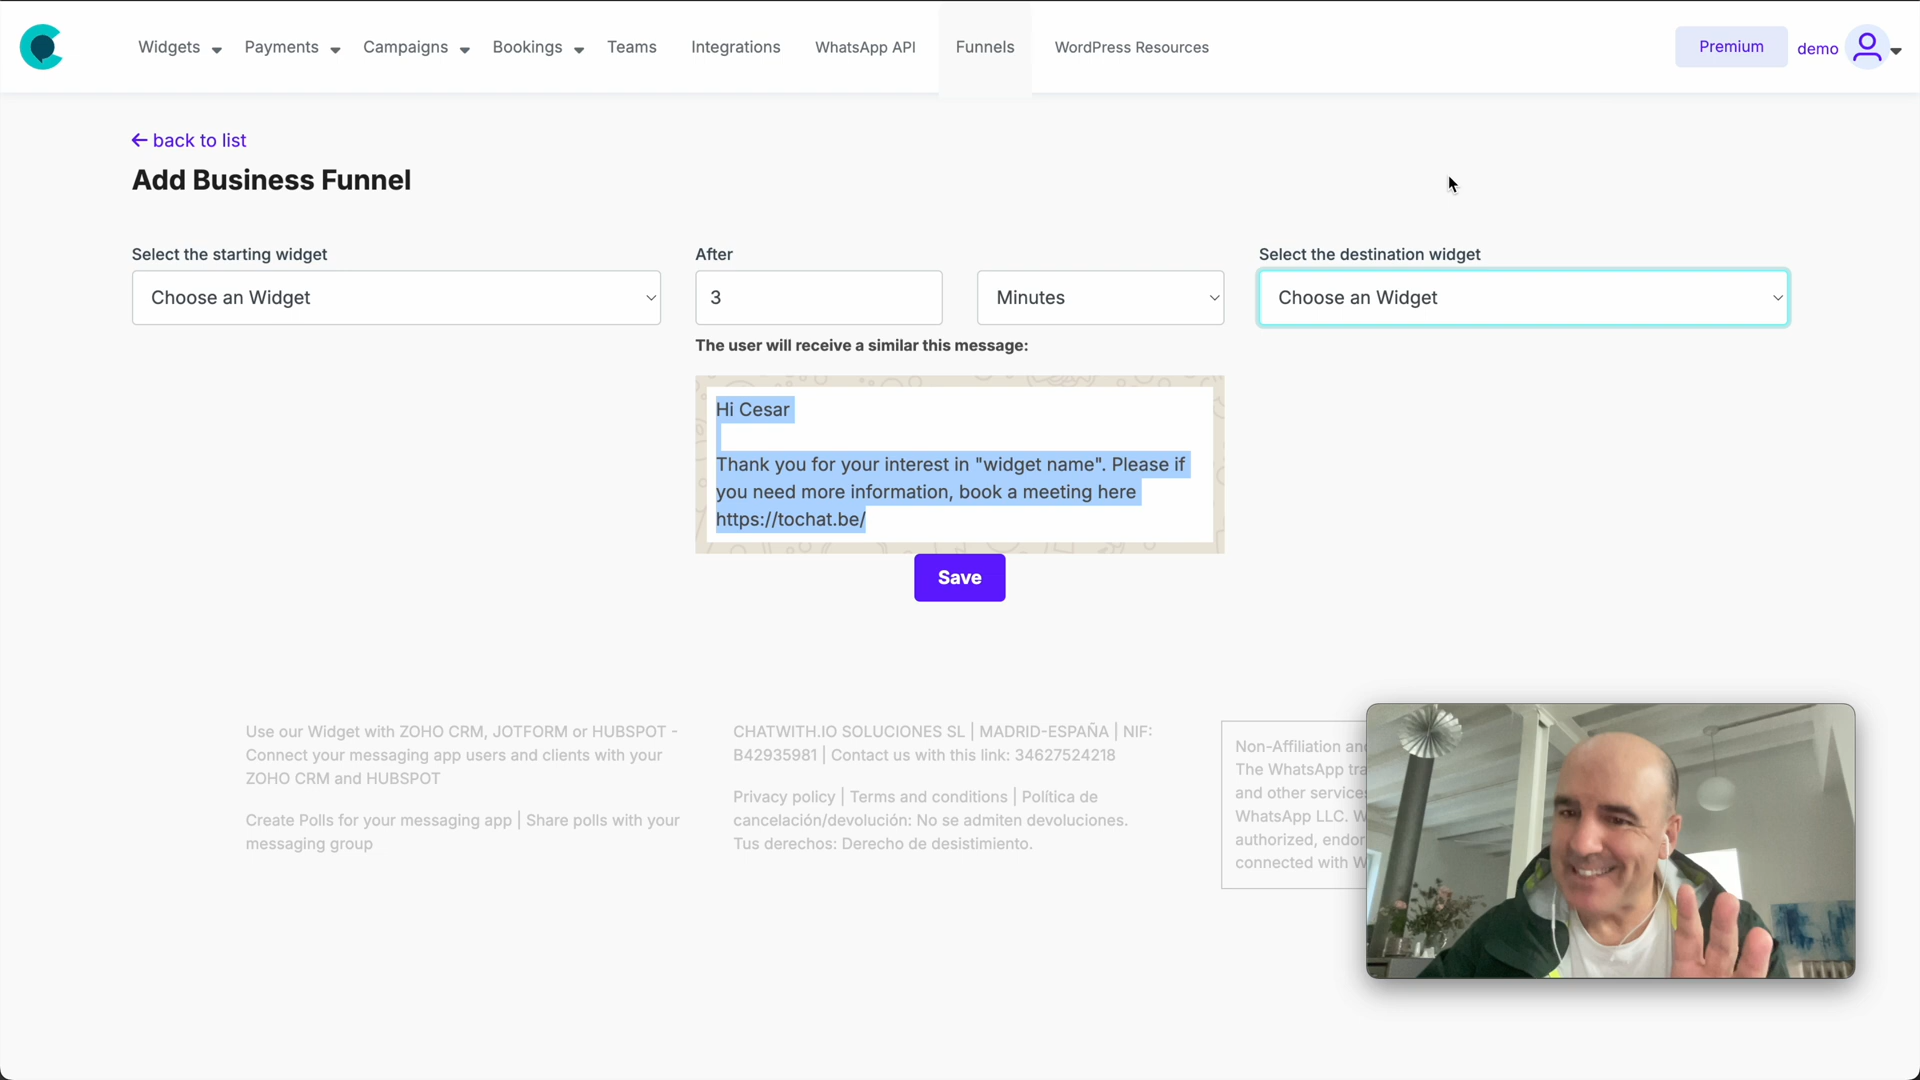 Widgets
Payments
Campaigns
Bookings
Teams
Integrations
WhatsApp API
Funnels
WordPress Resources
Premium
demo
← back to list
Add Business Funnel
Select the starting widget
Choose an Widget
After
3
Minutes
Select the destination widget
Choose an Widget
The user will receive a similar this message:
Hi Cesar
Thank you for your interest in "widget name". Please if
you need more information, book a meeting here
https://tochat.be/
Save
Use our Widget with ZOHO CRM, JOTFORM or HUBSPOT -
Connect your messaging app users and clients with your
ZOHO CRM and HUBSPOT
Create Polls for your messaging app | Share polls with your
messaging group
CHATWITH.IO SOLUCIONES SL | MADRID-ESPAÑA | NIF:
B42935981 | Contact us with this link: 34627524218
Privacy policy | Terms and conditions | Política de
cancelación/devolución: No se admiten devoluciones.
Tus derechos: Derecho de desistimiento.
Non-Affiliation
The WhatsApp
and other
WhatsApp LLC.
authorized,
connected with